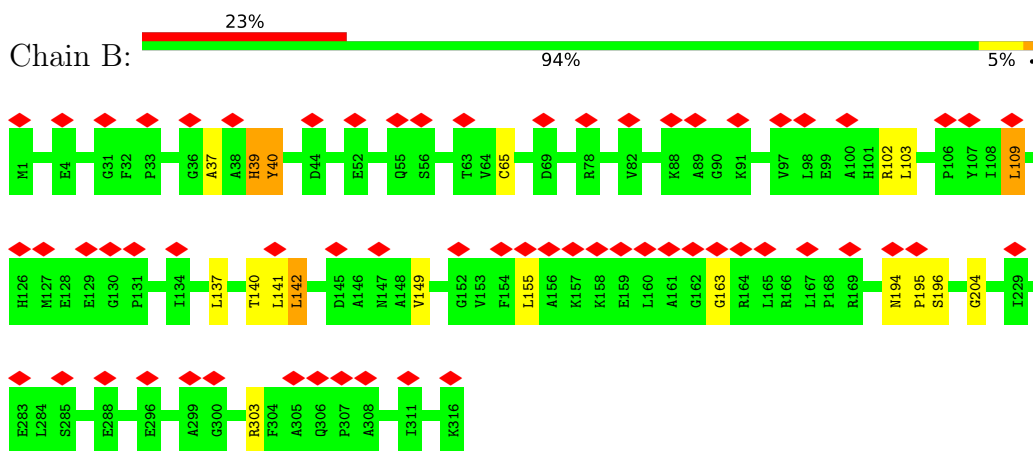 23%
Chain B:
94% 5% •
M1 E4 G31 F32 P33 G36 A37 A38 H39 Y40 D44 E52 Q55 S56 T63 V64 C65 D69 R78 V82 K88 A89 G90 K91 V97 L98 E99 A100 H101 R102 L103 P106 Y107 I108 L109
H126 M127 E128 E129 G130 P131 I134 L137 T140 L141 L142 D145 A146 N147 A148 V149 G152 V153 F154 L155 A156 K157 K158 E159 L160 A161 G162 G163 R164 L165 R166 L167 P168 R169 N194 P195 S196 G204 I229
E283 L284 S285 E288 E296 A299 G300 R303 F304 A305 Q306 P307 A308 I311 K316